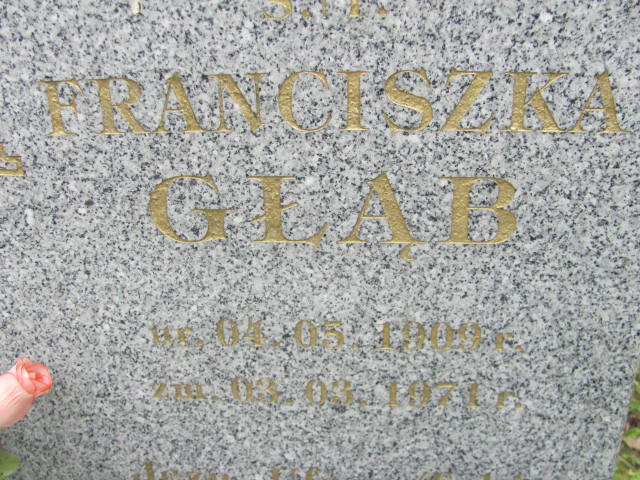 Ś.P.
FRANCISZKA
GŁĄB
ur. 04. 05. 1909 r.
zm. 03. 03. 1971 r.